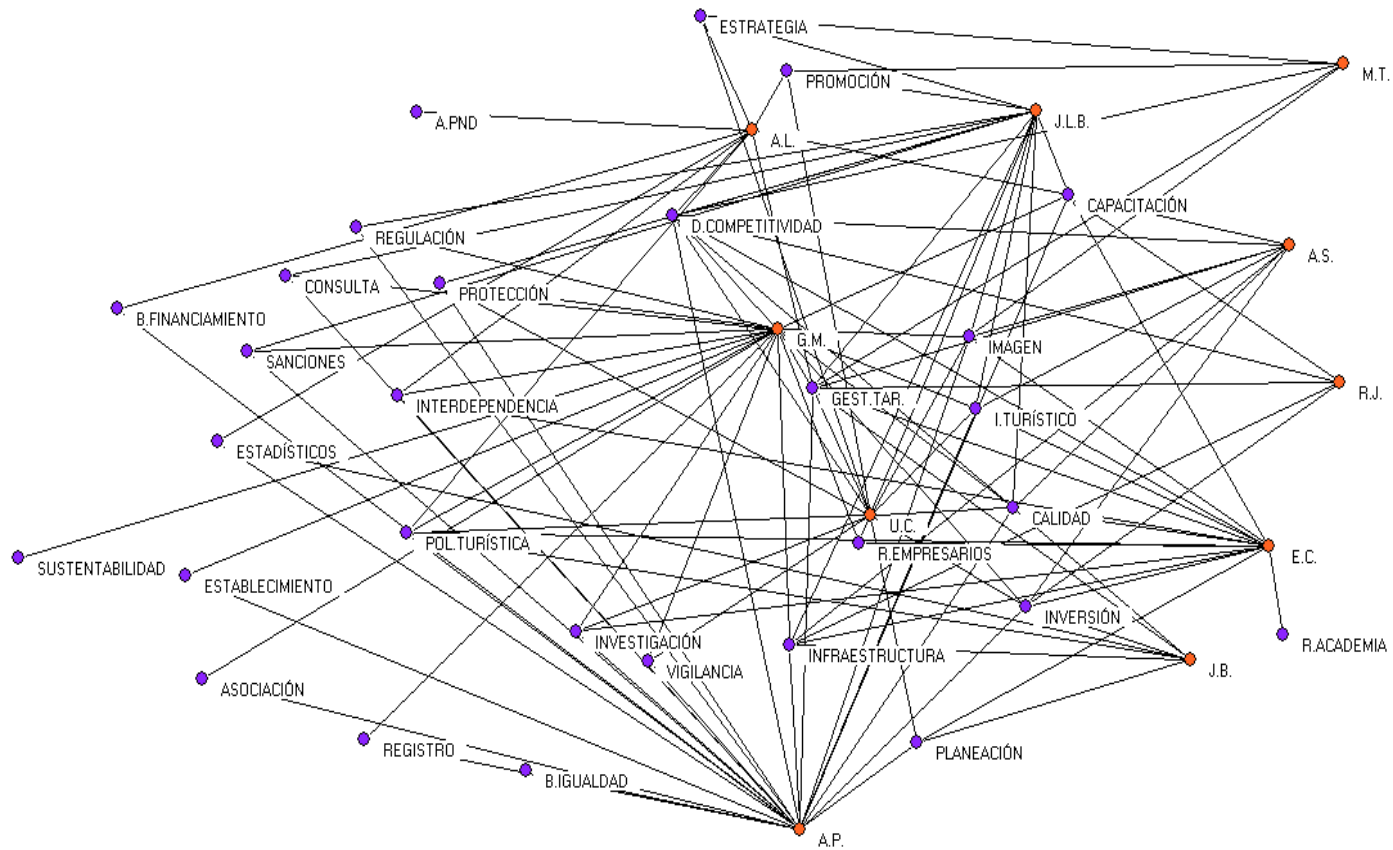 ESTRATEGIA
M.T.
PROMOCIÓN
A.PND
J.L.B.
A.L.
CAPACITACIÓN
D.COMPETITIVIDAD
REGULACIÓN
A.S.
CONSULTA
PROTECCIÓN
B.FINANCIAMIENTO
G.M.
IMAGEN
SANCIONES
R.J.
GEST.TAR.
INTERDEPENDENCIA
I.TURÍSTICO
ESTADÍSTICOS
CALIDAD
U.C.
POL.TURÍSTICA
R.EMPRESARIOS
E.C.
SUSTENTABILIDAD
ESTABLECIMIENTO
INVERSIÓN
INVESTIGACIÓN
R.ACADEMIA
INFRAESTRUCTURA
VIGILANCIA
J.B.
ASOCIACIÓN
REGISTRO
PLANEACIÓN
B.IGUALDAD
A.P.